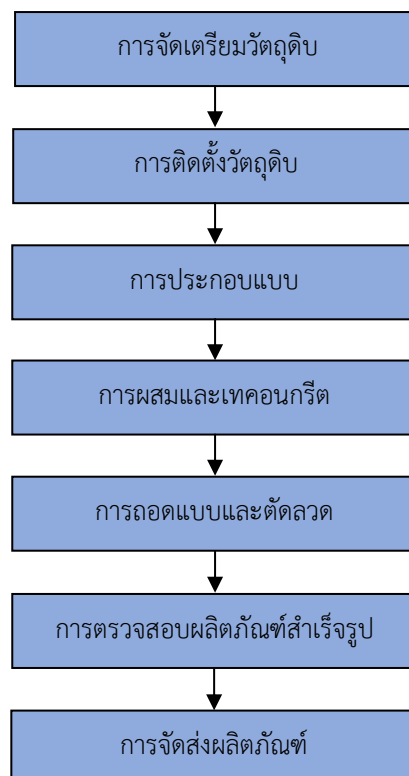 การจัดเตรียมวัตถุดิบ
การติดตั้งวัตถุดิบ
การประกอบแบบ
การผสมและเทคอนกรีต
การถอดแบบและตัดลวด
การตรวจสอบผลิตภัณฑ์สำเร็จรูป
การจัดส่งผลิตภัณฑ์